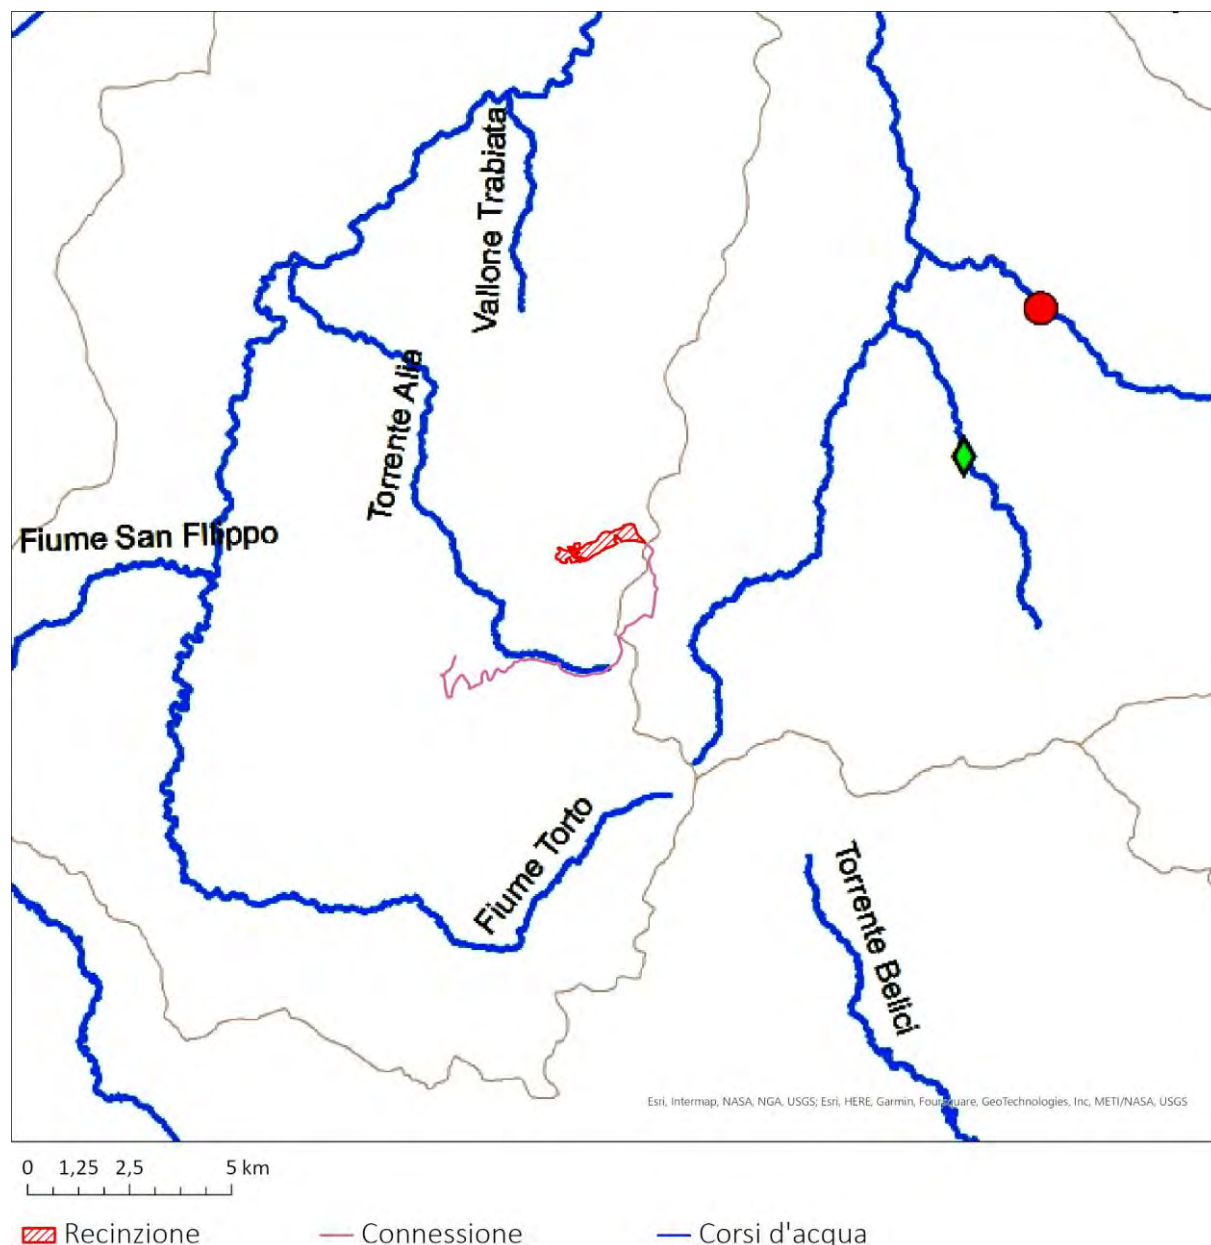 Vallone Trabiata
Torrente Alia
Fiume San FIlippo
Fiume Torto
Torrente Belici
Esri, Intermap, NASA, NGA, USGS; Esri, HERE, Garmin, Foursquare, GeoTechnologies, Inc, METI/NASA, USGS
0 1,25 2,5 5 km
Recinzione Connessione Corsi d'acqua